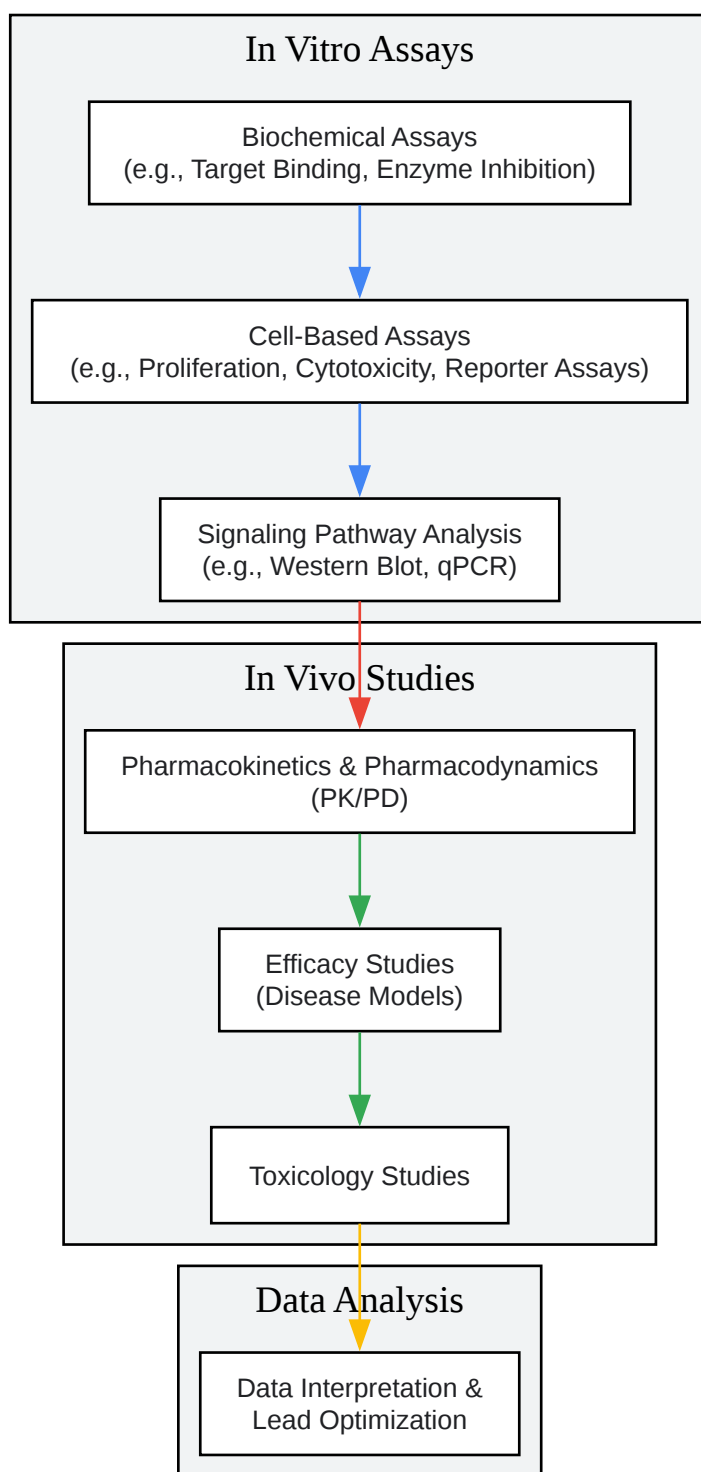 In Vitro Assays
Biochemical Assays
(e.g., Target Binding, Enzyme Inhibition)
Cell-Based Assays
(e.g., Proliferation, Cytotoxicity, Reporter Assays)
Signaling Pathway Analysis
(e.g., Western Blot, qPCR)
In Vivo Studies
Pharmacokinetics & Pharmacodynamics
(PK/PD)
Efficacy Studies
(Disease Models)
Toxicology Studies
Data Analysis
Data Interpretation &
Lead Optimization